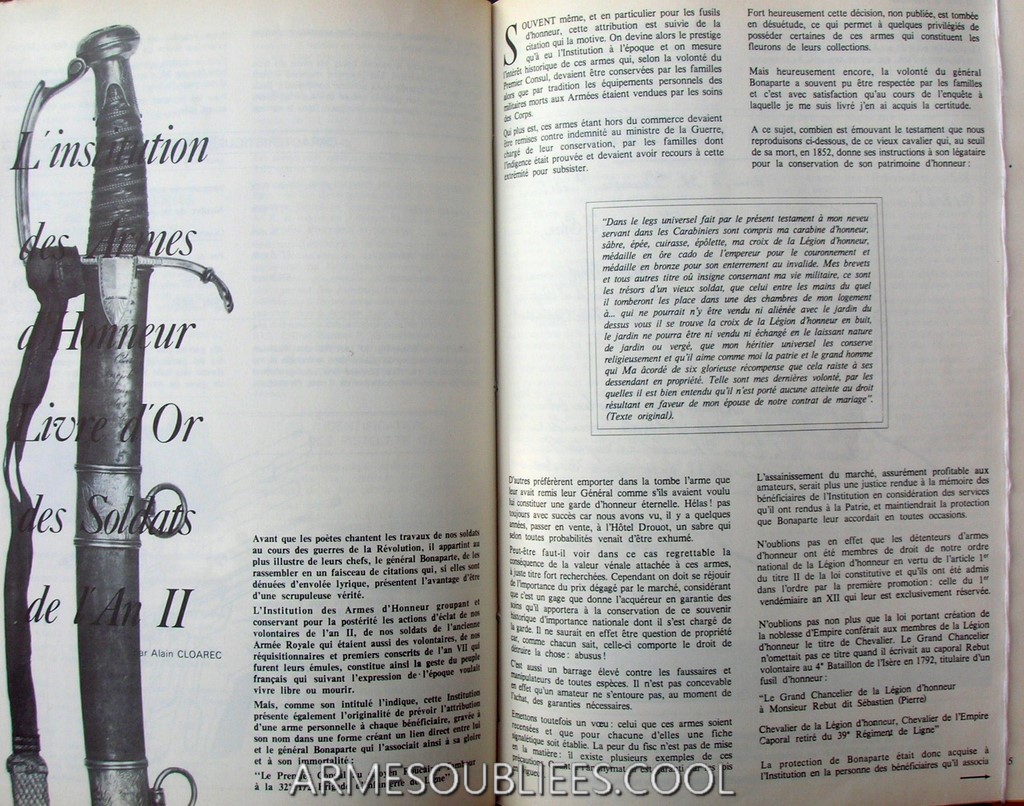 L'institution
des Armes
d'Honneur
Livre d'Or
des Soldats
de l'An II
par Alain CLOAREC
Avant que les poètes chantent les travaux de nos soldats
au cours des guerres de la Révolution, il appartint au
plus illustre de leurs chefs, le général Bonaparte, de les
rassembler en un faisceau de citations qui, si elles sont
dénuées d'envolée lyrique, présentent l'avantage d'être
d'une scrupuleuse vérité.
L'Institution des Armes d'Honneur groupant et
conservant pour la postérité les actions d'éclat de nos
volontaires de l'an II, de nos soldats de l'ancienne
Armée Royale qui étaient aussi des volontaires, de nos
réquisitionnaires et premiers conscrits de l'an VII qui
furent leurs émules, constitue ainsi la geste du peuple
français qui suivant l'expression de l'époque voulait
vivre libre ou mourir.
Mais, comme son intitulé l'indique, cette Institution
présente également l'originalité de prévoir l'attribution
d'une arme personnelle à chaque bénéficiaire, gravée à
son nom dans une forme créant un lien direct entre lui
et le général Bonaparte qui l'associait ainsi à sa gloire
et à son immortalité :
"Le Premier Consul au citoyen
à la 32e
SOUVENT même, et en particulier pour les fusils
d'honneur, cette attribution est suivie de la
citation qui la motive. On devine alors le prestige
qu'a eu l'Institution à l'époque et on mesure
l'intérêt historique de ces armes qui, selon la volonté du
Premier Consul, devaient être conservées par les familles
alors que par tradition les équipements personnels des
militaires morts aux Armées étaient vendues par les soins
des Corps.
Qui plus est, ces armes étant hors du commerce devaient
être remises contre indemnité au ministre de la Guerre,
chargé de leur conservation, par les familles dont
l'indigence était prouvée et devaient avoir recours à cette
extrémité pour subsister.
Fort heureusement cette décision, non publiée, est tombée
en désuétude, ce qui permet à quelques privilégiés de
posséder certaines de ces armes qui constituent les
fleurons de leurs collections.
Mais heureusement encore, la volonté du général
Bonaparte a souvent pu être respectée par les familles
et c'est avec satisfaction qu'au cours de l'enquête à
laquelle je me suis livré j'en ai acquis la certitude.
A ce sujet, combien est émouvant le testament que nous
reproduisons ci-dessous, de ce vieux cavalier qui, au seuil
de sa mort, en 1852, donne ses instructions à son légataire
pour la conservation de son patrimoine d'honneur :
"Dans le legs universel fait par le présent testament à mon neveu
servant dans les Carabiniers sont compris ma carabine d'honneur,
sâbre, épée, cuirasse, épôlette, ma croix de la Légion d'honneur,
médaille en ôre cado de l'empereur pour le couronnement et
médaille en bronze pour son enterrement au invalide. Mes brevets
et tous autres titre où insigne consernant ma vie militaire, ce sont
les trésors d'un vieux soldat, que celui entre les mains du quel
il tomberont les place dans une des chambres de mon logement
à... qui ne pourrait n'y être vendu ni aliénée avec le jardin du
dessus vous il se trouve la croix de la Légion d'honneur en buit,
le jardin ne pourra être ni vendu ni échangé en le laissant nature
de jardin ou vergé, que mon héritier universel les conserve
religieusement et qu'il aime comme moi la patrie et le grand homme
qui Ma âcordé de six glorieuse récompense que cela raiste à ses
dessendant en propriété. Telle sont mes dernières volonté, par les
quelles il est bien entendu qu'il n'est porté aucune atteinte au droit
résultant en faveur de mon épouse de notre contrat de mariage".
(Texte original).
D'autres préférèrent emporter dans la tombe l'arme que
leur avait remis leur Général comme s'ils avaient voulu
lui constituer une garde d'honneur éternelle. Hélas ! pas
toujours avec succès car nous avons vu, il y a quelques
années, passer en vente, à l'Hôtel Drouot, un sabre qui
selon toutes probabilités venait d'être exhumé.
Peut-être faut-il voir dans ce cas regrettable la
conséquence de la valeur vénale attachée à ces armes,
à juste titre fort recherchées. Cependant on doit se réjouir
de l'importance du prix dégagé par le marché, considérant
que c'est un gage que donne l'acquéreur en garantie des
soins qu'il apportera à la conservation de ce souvenir
historique d'importance nationale dont il s'est chargé de
la garde. Il ne saurait en effet être question de propriété
car, comme chacun sait, celle-ci comporte le droit de
détruire la chose : abusus !
C'est aussi un barrage élevé contre les faussaires et
manipulateurs de toutes espèces. Il n'est pas concevable
en effet qu'un amateur ne s'entoure pas, au moment de
l'achat, des garanties nécessaires.
Emettons toutefois un vœu : celui que ces armes soient
recensées et que pour chacune d'elles une fiche
signalétique soit établie. La peur du fisc n'est pas de mise
en la matière : il existe plusieurs exemples de ces
précautions
L'assainissement du marché, assurément profitable aux
amateurs, serait plus une justice rendue à la mémoire des
bénéficiaires de l'Institution en considération des services
qu'il ont rendus à la Patrie, et maintiendrait la protection
que Bonaparte leur accordait en toutes occasions.
N'oublions pas en effet que les détenteurs d'armes
d'honneur ont été membres de droit de notre ordre
national de la Légion d'honneur en vertu de l'article 1er
du titre II de la loi constitutive et qu'ils ont été admis
dans l'ordre par la première promotion : celle du 1er
vendémiaire an XII qui leur est exclusivement réservée.
N'oublions pas non plus que la loi portant création de
la noblesse d'Empire conférait aux membres de la Légion
d'honneur le titre de Chevalier. Le Grand Chancelier
n'omettait pas ce titre quand il écrivait au caporal Rebut
volontaire au 4e Bataillon de l'Isère en 1792, titulaire d'un
fusil d'honneur :
"Le Grand Chancelier de la Légion d'honneur
à Monsieur Rebut dit Sébastien (Pierre)
Chevalier de la Légion d'honneur, Chevalier de l'Empire
Caporal retiré du 39e Régiment de Ligne"
La protection de Bonaparte était donc acquise à
l'Institution en la personne des bénéficiaires qu'il associa
5
ARMESOUBLIEES.COOL